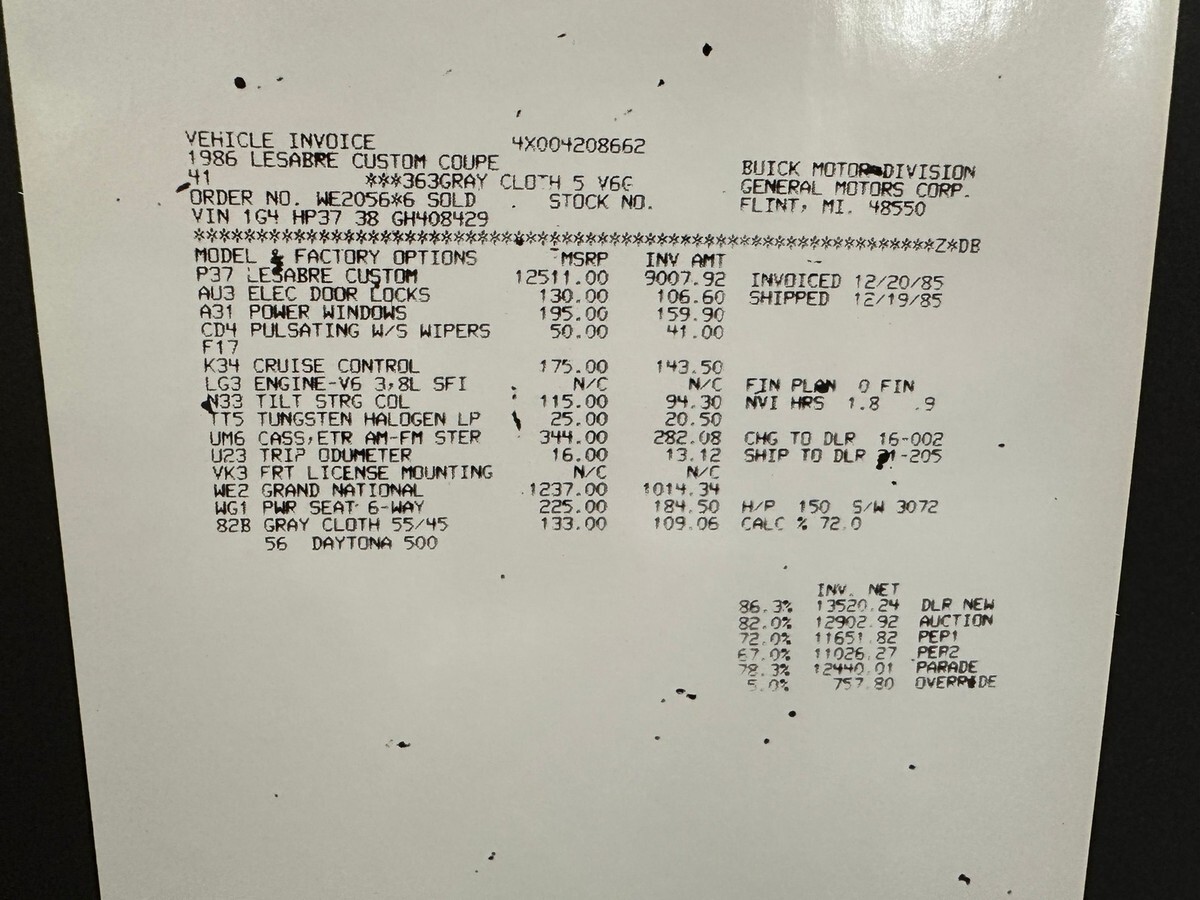 VEHICLE INVOICE 4X004208662
1986 LESABRE CUSTOM COUPE BUICK MOTOR DIVISION
41 ***363GRAY CLOTH 5 V6G GENERAL MOTORS CORP.
ORDER NO. WE2056*6 SOLD . STOCK NO. FLINT, MI. 48550
VIN 1G4 HP37 38 GH408429
***********************************************************************Z*DB
MODEL & FACTORY OPTIONS MSRP INV AMT
P37 LESABRE CUSTOM 12511.00 9007.92 INVOICED 12/20/85
AU3 ELEC DOOR LOCKS 130.00 106.60 SHIPPED 12/19/85
A31 POWER WINDOWS 195.00 159.90
CD4 PULSATING W/S WIPERS 50.00 41.00
F17
K34 CRUISE CONTROL 175.00 143.50
LG3 ENGINE-V6 3,8L SFI N/C N/C FIN PLAN 0 FIN
N33 TILT STRG COL 115.00 94.30 NVI HRS 1.8 .9
TT5 TUNGSTEN HALOGEN LP 25.00 20.50
UM6 CASS,ETR AM-FM STER 344.00 282.08 CHG TO DLR 16-002
U23 TRIP ODOMETER 16.00 13.12 SHIP TO DLR 21-205
VK3 FRT LICENSE MOUNTING N/C N/C
WE2 GRAND NATIONAL 1237.00 1014.34
WG1 PWR SEAT 6-WAY 225.00 184.50 H/P 150 S/W 3072
82B GRAY CLOTH 55/45 133.00 109.06 CALC % 72.0
56 DAYTONA 500
INV. NET
86.3% 13520.24 DLR NEW
82.0% 12902.92 AUCTION
72.0% 11651.82 PEP1
67.0% 11026.27 PEP2
78.3% 12440.01 PARADE
5.0% 757.80 OVERRIDE